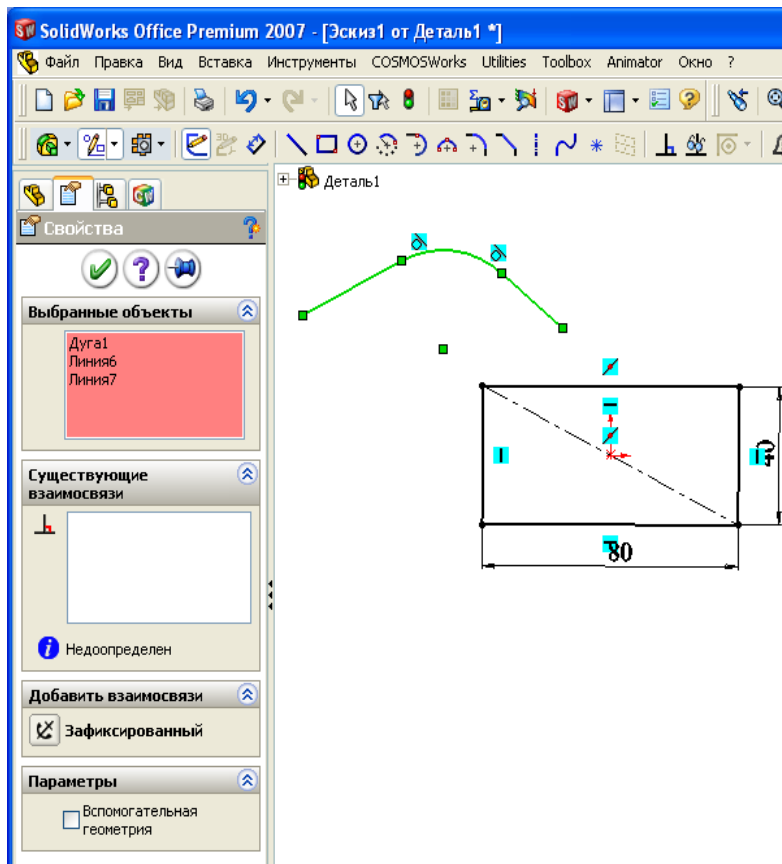 SolidWorks Office Premium 2007 - [Эскиз1 от Деталь1 *]
Файл Правка Вид Вставка Инструменты COSMOSWorks Utilities Toolbox Animator Окно ?
Деталь1
Свойства
Выбранные объекты
Дуга1
Линия6
Линия7
Существующие
взаимосвязи
Недоопределен
Добавить взаимосвязи
Зафиксированный
Параметры
Вспомогательная
геометрия
80